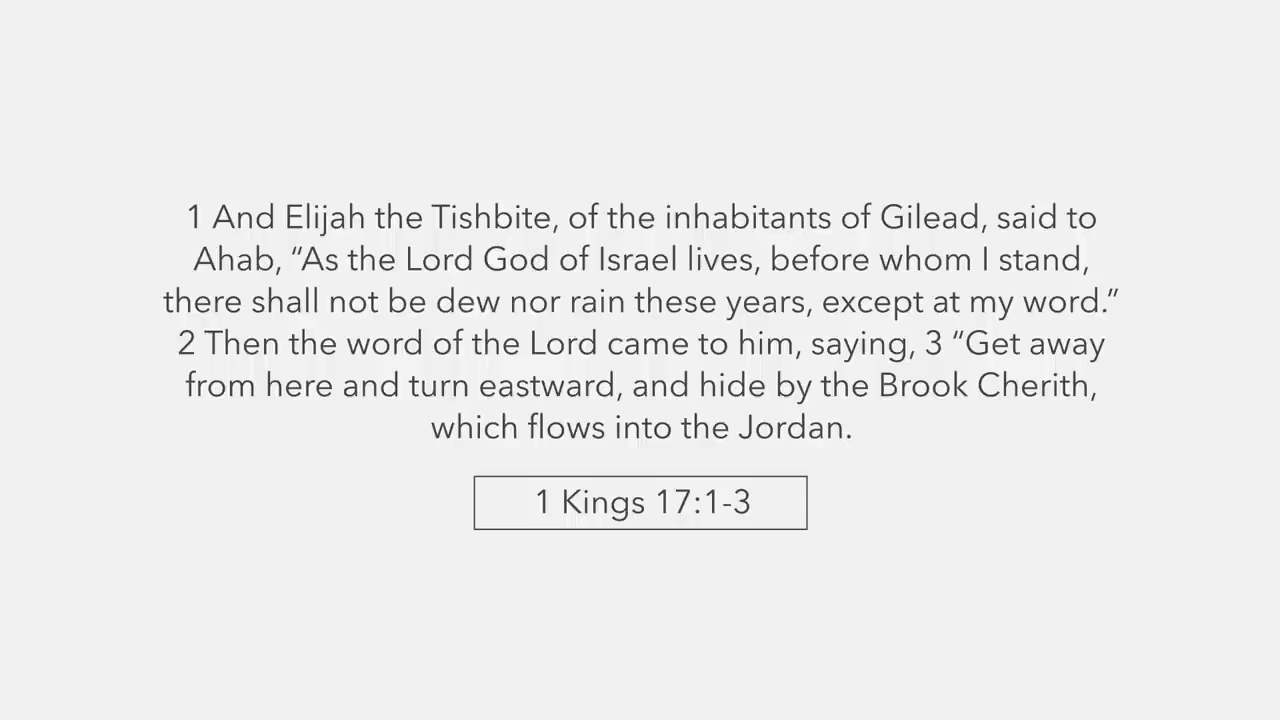 1 And Elijah the Tishbite, of the inhabitants of Gilead, said to
Ahab, “As the Lord God of Israel lives, before whom I stand,
there shall not be dew nor rain these years, except at my word.”
2 Then the word of the Lord came to him, saying, 3 “Get away
from here and turn eastward, and hide by the Brook Cherith,
which flows into the Jordan.
1 Kings 17:1-3